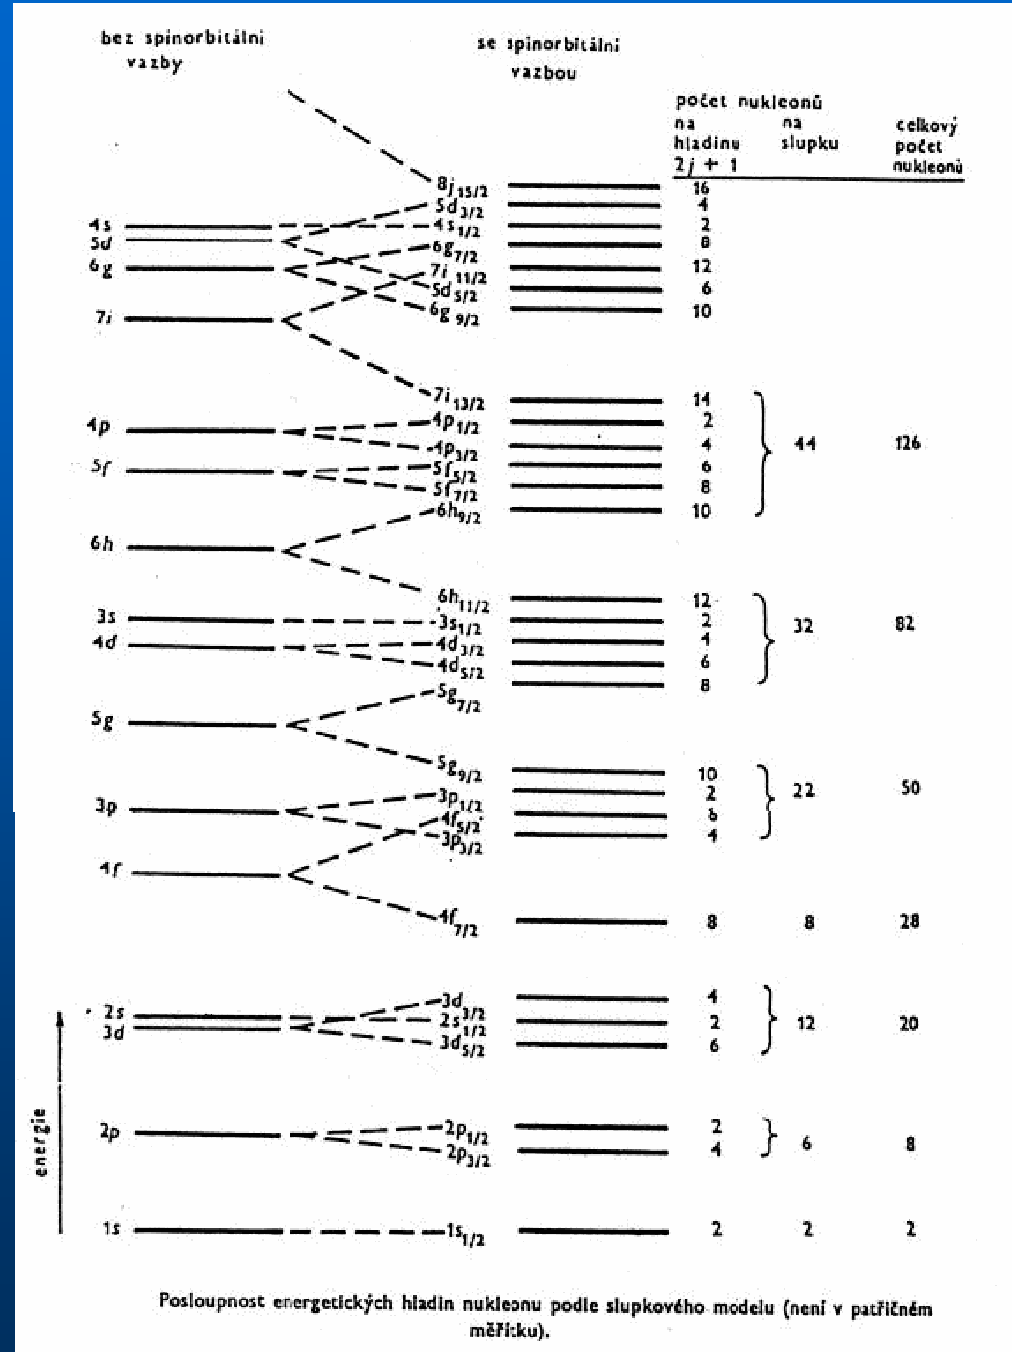 bez spinorbitální
vazby
se spinorbitální
vazbou
počet nukleonů
na na celkový
hladinu slupku počet
2j + 1 nukleonů
8j15/2 16
5d3/2 4
4s 4s1/2 2
5d 6g7/2 8
6g 7i11/2 12
5d5/2 6
7i 6g9/2 10
7i13/2 14
4p 4p1/2 2
4p3/2 4 44 126
5f 5f5/2 6
5f7/2 8
6h9/2 10
6h
6h11/2 12
3s 3s1/2 2 32 82
4d 4d3/2 4
4d5/2 6
5g 5g7/2 8
5g9/2 10
3p 3p1/2 2 22 50
4f5/2 6
3p3/2 4
4f
4f7/2 8 8 28
3d3/2 4
2s 2s1/2 2 12 20
3d 3d5/2 6
2p 2p1/2 2 6 8
2p3/2 4
1s 1s1/2 2 2 2
energie
Posloupnost energetických hladin nukleonu podle slupkového modelu (není v patřičném
měřítku).